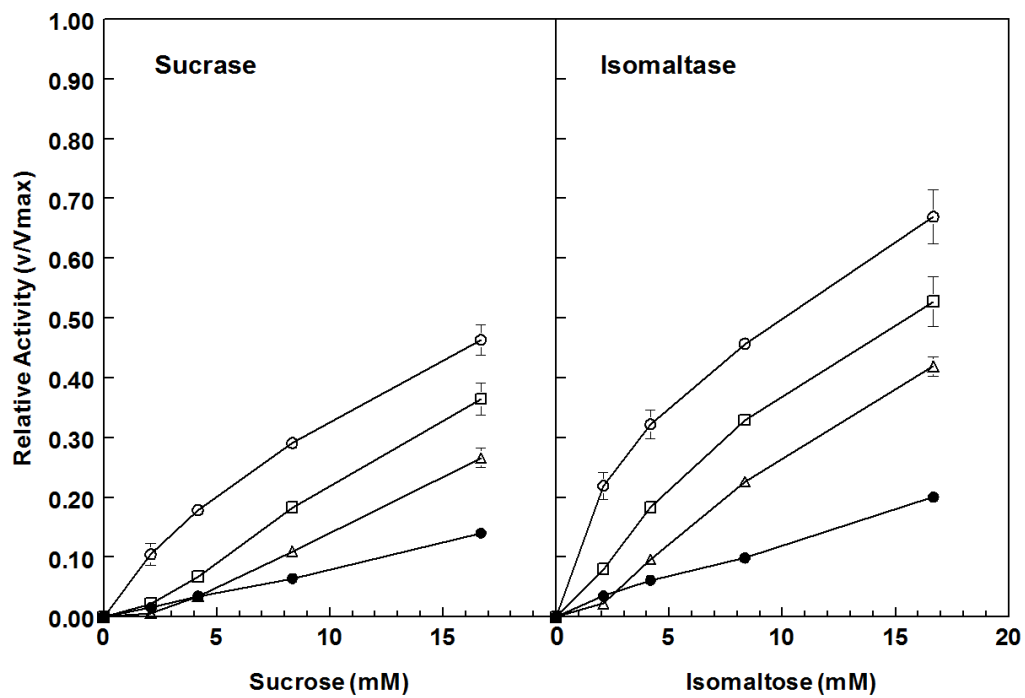 Relative Activity (v/Vmax)
1.00
0.90
0.80
0.70
0.60
0.50
0.40
0.30
0.20
0.10
0.00
Sucrase
0 5 10 15
Sucrose (mM)
Isomaltase
0 5 10 15 20
Isomaltose (mM)